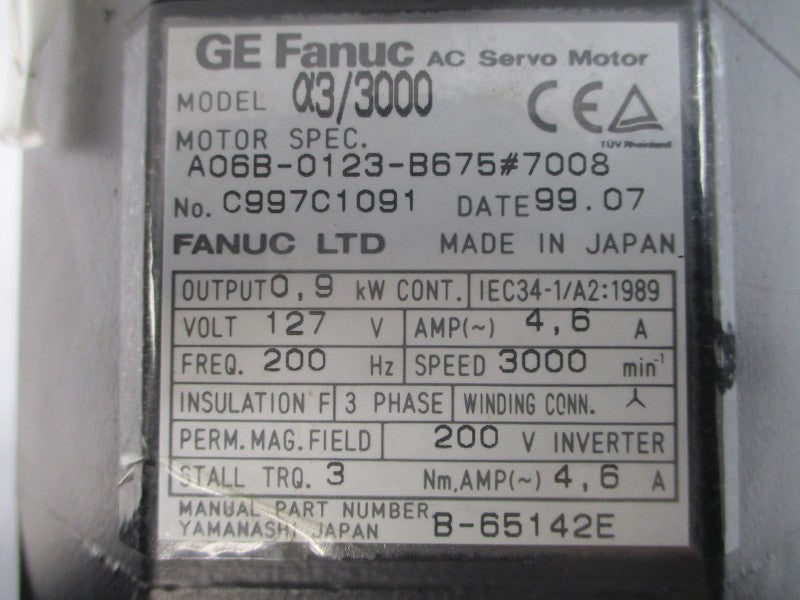 GE Fanuc AC Servo Motor
MODEL α3/3000
CE
TÜV Rheinland
MOTOR SPEC.
A06B-0123-B675#7008
No. C997C1091 DATE 99.07
FANUC LTD MADE IN JAPAN
OUTPUT 0,9 kW CONT. IEC34-1/A2:1989
VOLT 127 V AMP(~) 4,6 A
FREQ. 200 Hz SPEED 3000 min⁻¹
INSULATION F 3 PHASE WINDING CONN. ⅄
PERM.MAG.FIELD 200 V INVERTER
STALL TRQ. 3 Nm,AMP(~) 4,6 A
MANUAL PART NUMBER B-65142E
YAMANASHI JAPAN